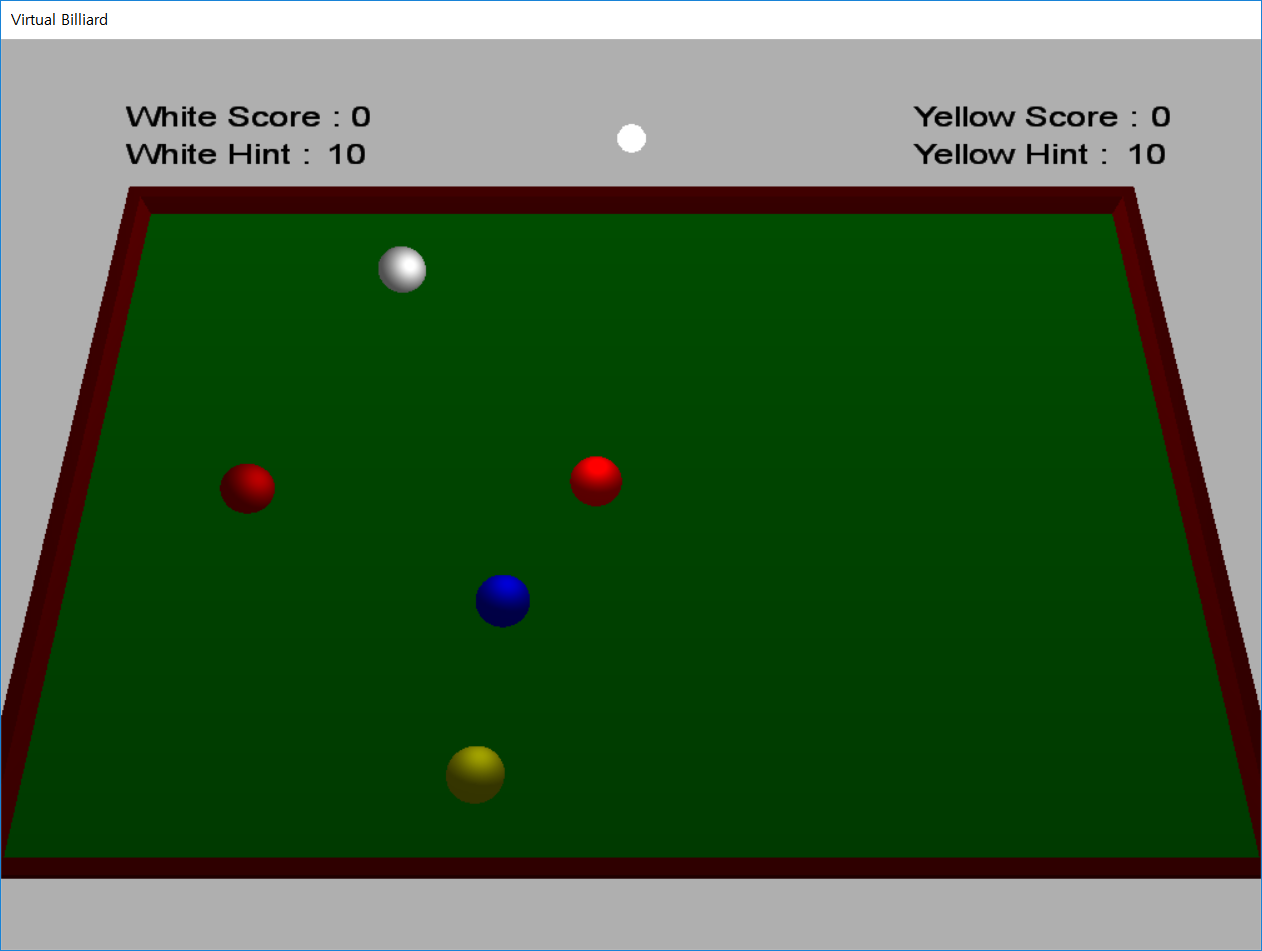 Virtual Billiard
White Score : 0
Yellow Score : 0
White Hint : 10
Yellow Hint : 10